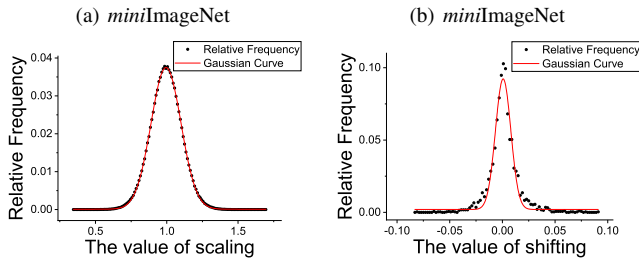 (a) miniImageNet
0.04
0.03
0.02
0.01
0.00
Relative Frequency
Relative Frequency
Gaussian Curve
0.5
1.0
1.5
The value of scaling
(b) miniImageNet
0.10
0.05
0.00
Relative Frequency
Relative Frequency
Gaussian Curve
-0.10
-0.05
0.00
0.05
0.10
The value of shifting